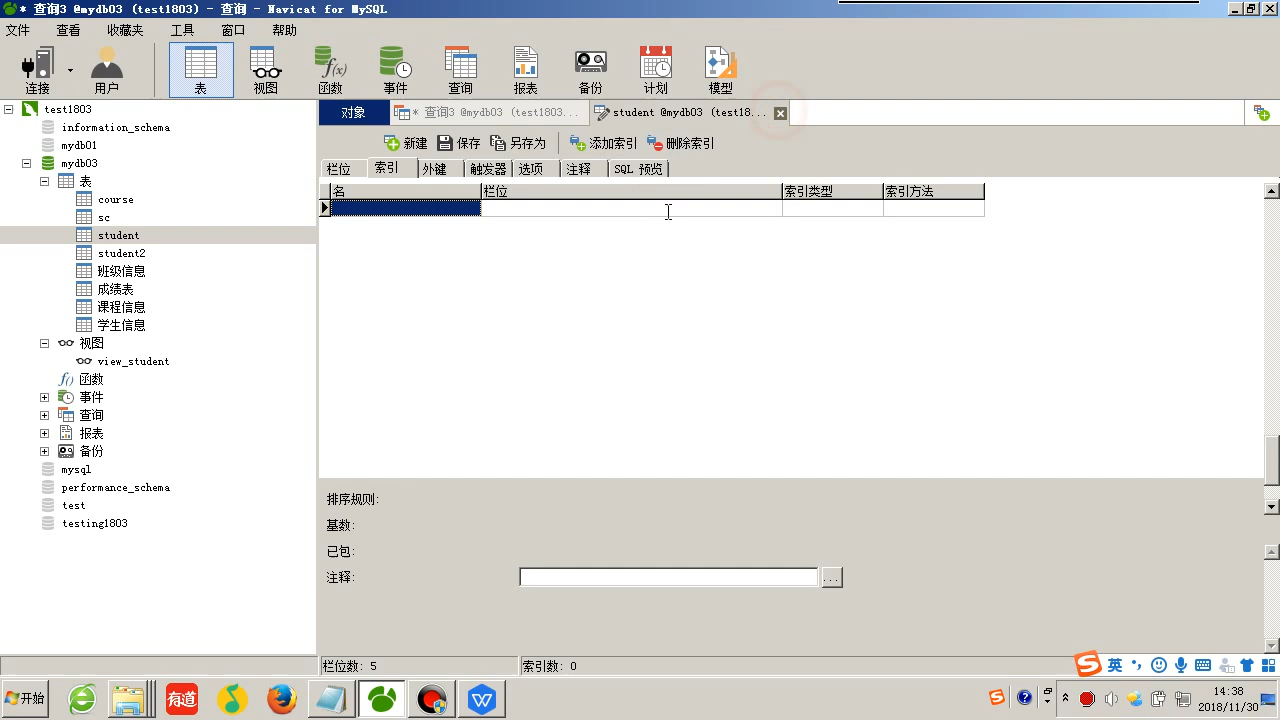 * 查询3 @mydb03 (test1803) - 查询 - Navicat for MySQL
文件 查看 收藏夹 工具 窗口 帮助
连接 用户 表 视图 函数 事件 查询 报表 备份 计划 模型
test1803
information_schema
mydb01
mydb03
表
course
sc
student
student2
班级信息
成绩表
课程信息
学生信息
视图
view_student
函数
事件
查询
报表
备份
mysql
performance_schema
test
testing1803
对象 * 查询3 @mydb03 (test1803... student @mydb03 (test18...
新建 保存 另存为 添加索引 删除索引
栏位 索引 外键 触发器 选项 注释 SQL 预览
名 栏位 索引类型 索引方法
排序规则:
基数:
已包:
注释:
...
栏位数: 5 索引数: 0
英
开始 有道
14:38
2018/11/30